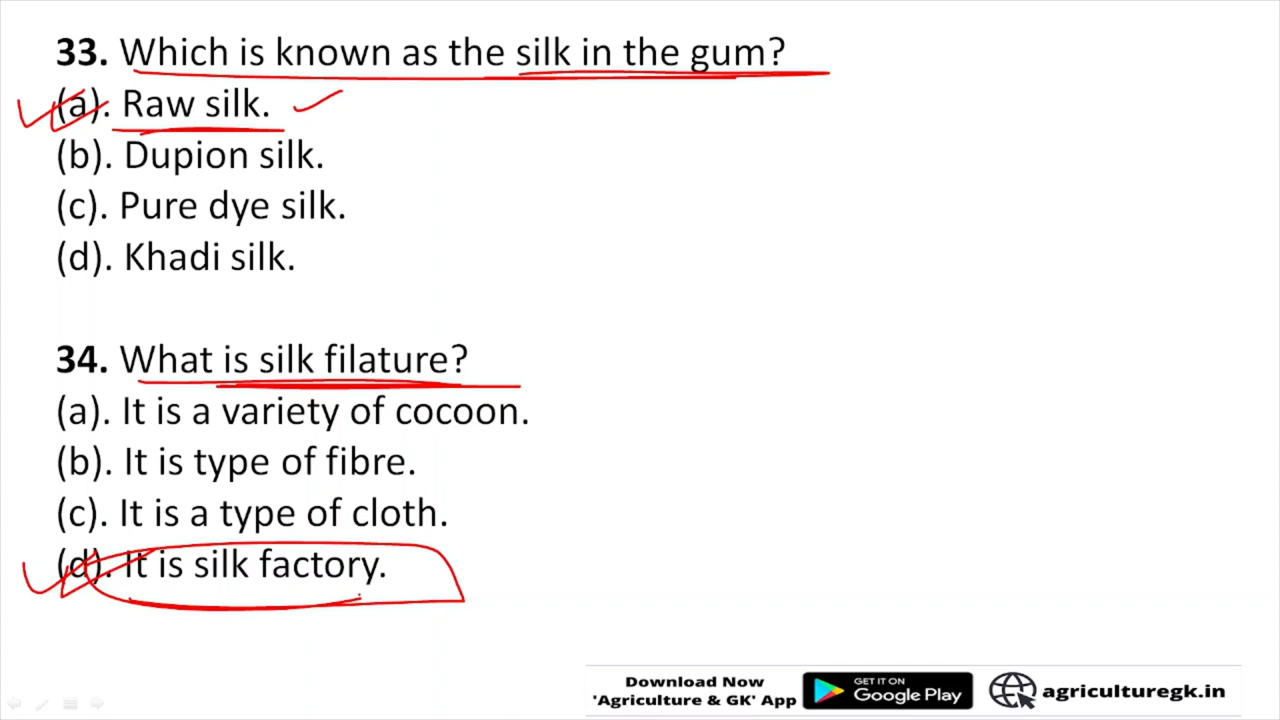 33. Which is known as the silk in the gum?
(a). Raw silk.
(b). Dupion silk.
(c). Pure dye silk.
(d). Khadi silk.
34. What is silk filature?
(a). It is a variety of cocoon.
(b). It is type of fibre.
(c). It is a type of cloth.
(d). It is silk factory.
Download Now
'Agriculture & GK' App
GET IT ON
Google Play
agriculturegk.in